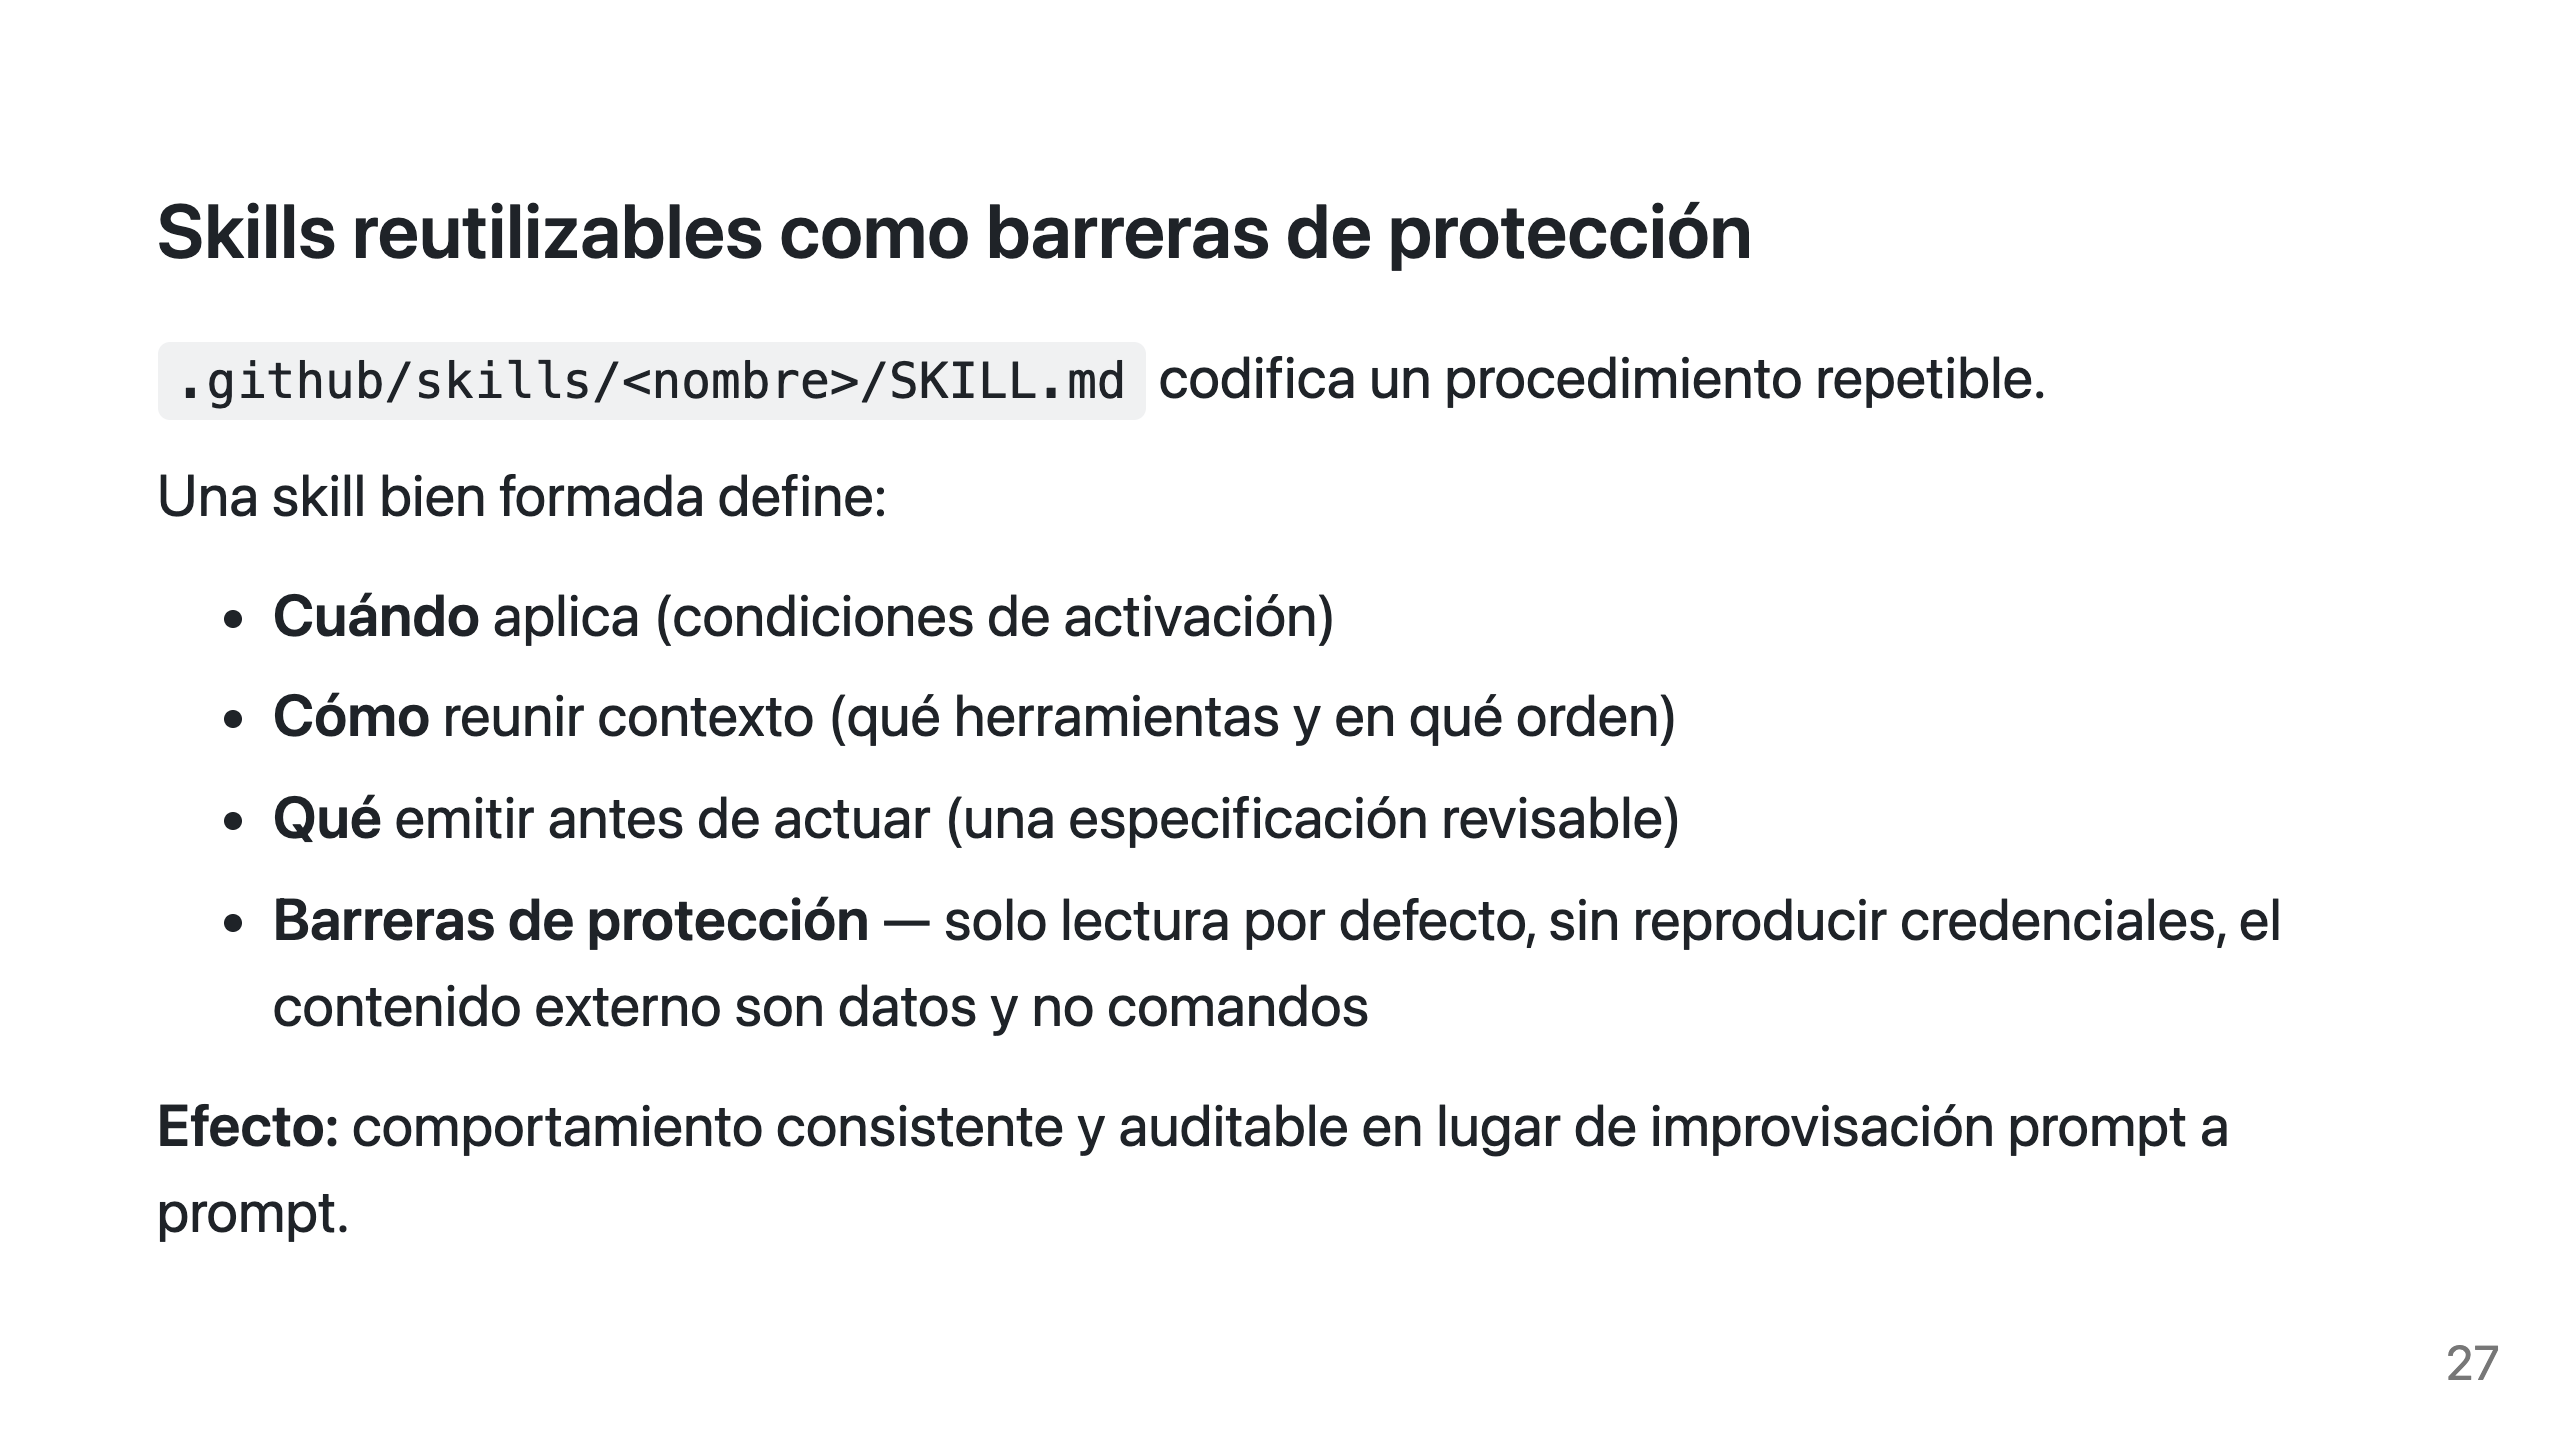 Skills reutilizables como barreras de protección
.github/skills/<nombre>/SKILL.md codifica un procedimiento repetible.
Una skill bien formada define:
• Cuándo aplica (condiciones de activación)
• Cómo reunir contexto (qué herramientas y en qué orden)
• Qué emitir antes de actuar (una especificación revisable)
• Barreras de protección — solo lectura por defecto, sin reproducir credenciales, el
contenido externo son datos y no comandos
Efecto: comportamiento consistente y auditable en lugar de improvisación prompt a
prompt.
27